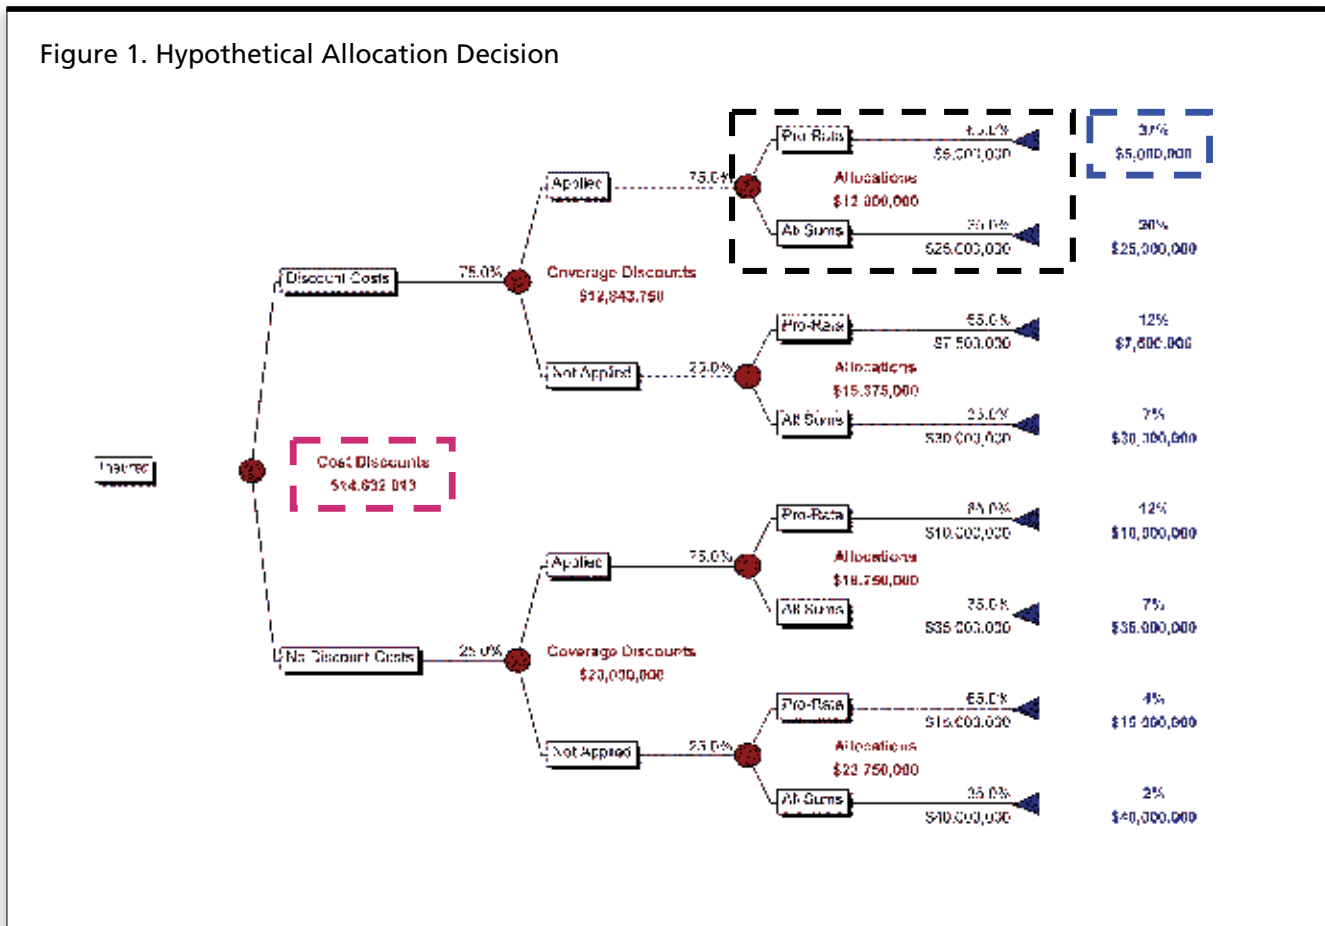 Figure 1. Hypothetical Allocation Decision
Pro-Rata
$5,000,000
37%
$5,000,000
Applied
75.0%
Allocations
$12,000,000
All Sums
$25,000,000
$25,000,000
Discount Costs
75.0%
Coverage Discounts
$12,843,750
Pro-Rata
65.0%
$7,500,000
12%
$7,500,000
Not Applied
25.0%
Allocations
$15,375,000
All Sums
35.0%
$30,000,000
7%
$30,000,000
Insured
Cost Discounts
Pro-Rata
$10,000,000
12%
$10,000,000
Applied
75.0%
Allocations
$18,750,000
All Sums
35.0%
$35,000,000
7%
$35,000,000
No Discount Costs
25.0%
Coverage Discounts
Pro-Rata
65.0%
$15,000,000
4%
$15,000,000
Not Applied
25.0%
Allocations
$23,750,000
All Sums
35.0%
$40,000,000
2%
$40,000,000